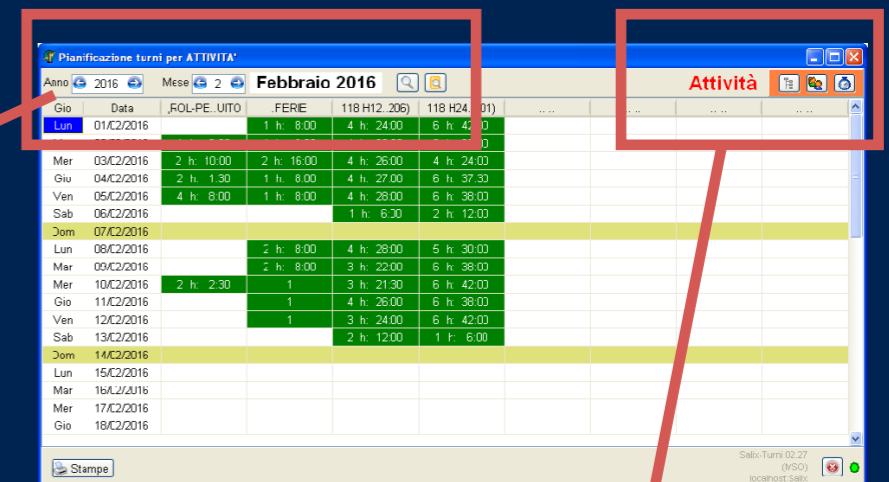 Pianificazione turni per ATTIVITA'
Anno 2016 Mese 2 Febbraio 2016 Attività
Gio Data .FOL-PE..UITO .FERIE 118 H12..206) 118 H24..01) .. .. .. .. .. .. .. ..
Lun 01/02/2016 1 h: 8:00 4 h: 24:00 6 h: 42:00
Mer 03/02/2016 2 h: 10:00 2 h: 16:00 4 h: 26:00 4 h: 24:00
Giu 04/02/2016 2 h: 1:30 1 h: 8:00 4 h: 27:00 6 h: 37:30
Ven 05/02/2016 4 h: 8:00 1 h: 8:00 4 h: 28:00 6 h: 38:00
Sab 06/02/2016 1 h: 6:00 2 h: 12:00
Dom 07/02/2016
Lun 08/02/2016 2 h: 8:00 4 h: 28:00 5 h: 30:00
Mar 09/02/2016 2 h: 8:00 3 h: 22:00 6 h: 38:00
Mer 10/02/2016 2 h: 2:30 1 3 h: 21:30 6 h: 42:00
Gio 11/02/2016 1 4 h: 26:00 6 h: 38:00
Ven 12/02/2016 1 3 h: 24:00 6 h: 42:00
Sab 13/02/2016 2 h: 12:00 1 h: 6:00
Dom 14/02/2016
Lun 15/02/2016
Mar 16/02/2016
Mer 17/02/2016
Gio 18/02/2016
Stampe
Salix-Turni 02.27
(MSO)
localhost:Salix